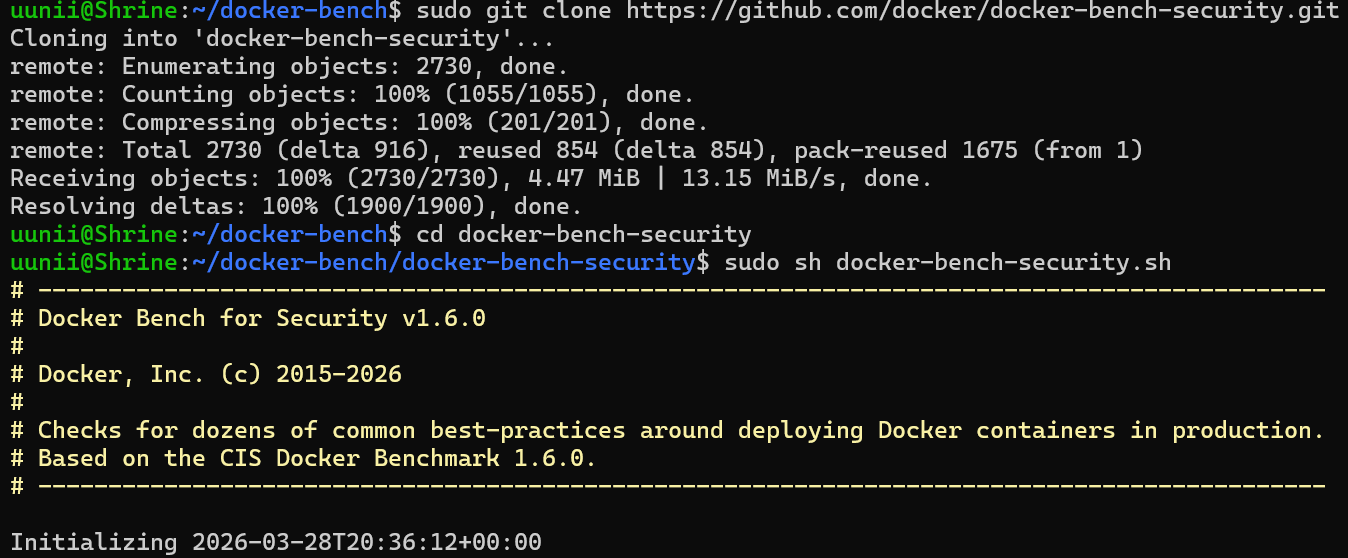 uunii@Shrine:~/docker-bench$ sudo git clone https://github.com/docker/docker-bench-security.git
Cloning into 'docker-bench-security'...
remote: Enumerating objects: 2730, done.
remote: Counting objects: 100% (1055/1055), done.
remote: Compressing objects: 100% (201/201), done.
remote: Total 2730 (delta 916), reused 854 (delta 854), pack-reused 1675 (from 1)
Receiving objects: 100% (2730/2730), 4.47 MiB | 13.15 MiB/s, done.
Resolving deltas: 100% (1900/1900), done.
uunii@Shrine:~/docker-bench$ cd docker-bench-security
uunii@Shrine:~/docker-bench/docker-bench-security$ sudo sh docker-bench-security.sh
# --------------------------------------------------------------------------------------------
# Docker Bench for Security v1.6.0
#
# Docker, Inc. (c) 2015-2026
#
# Checks for dozens of common best-practices around deploying Docker containers in production.
# Based on the CIS Docker Benchmark 1.6.0.
# --------------------------------------------------------------------------------------------
Initializing 2026-03-28T20:36:12+00:00